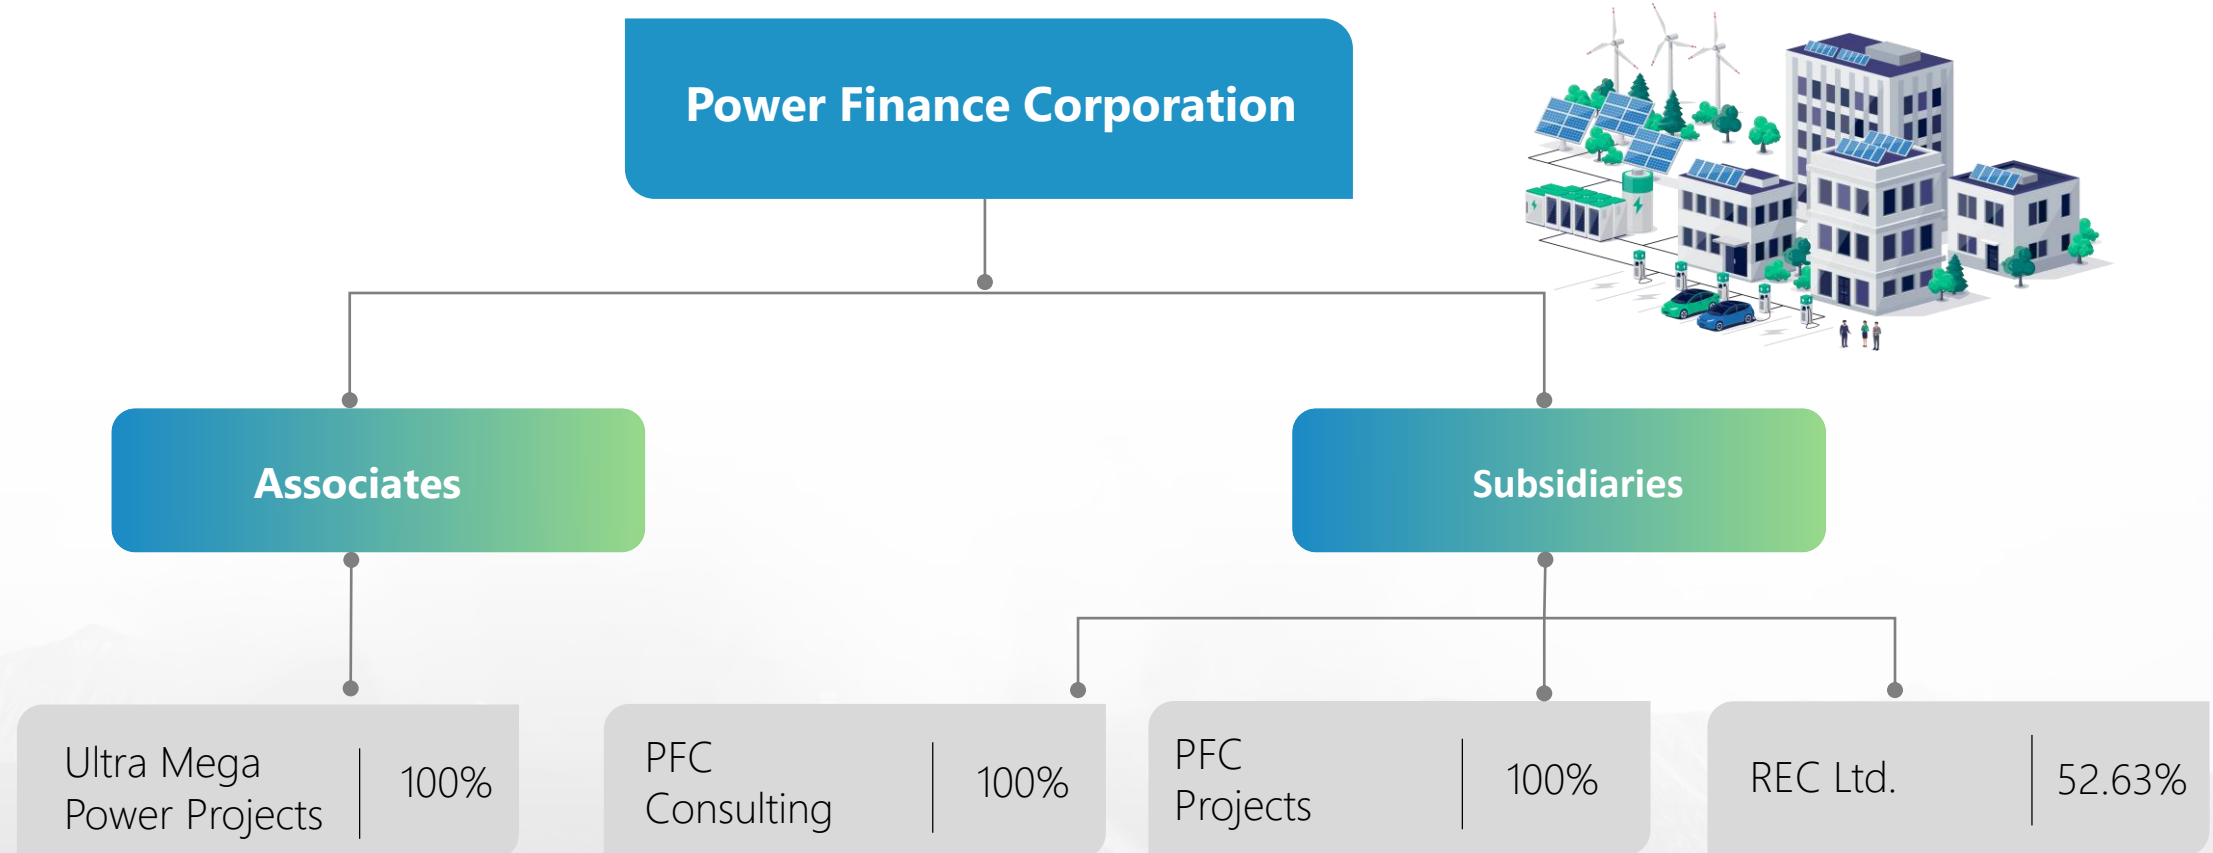 Power Finance Corporation
Associates
Subsidiaries
Ultra Mega
Power Projects
100%
PFC
Consulting
100%
PFC
Projects
100%
REC Ltd.
52.63%